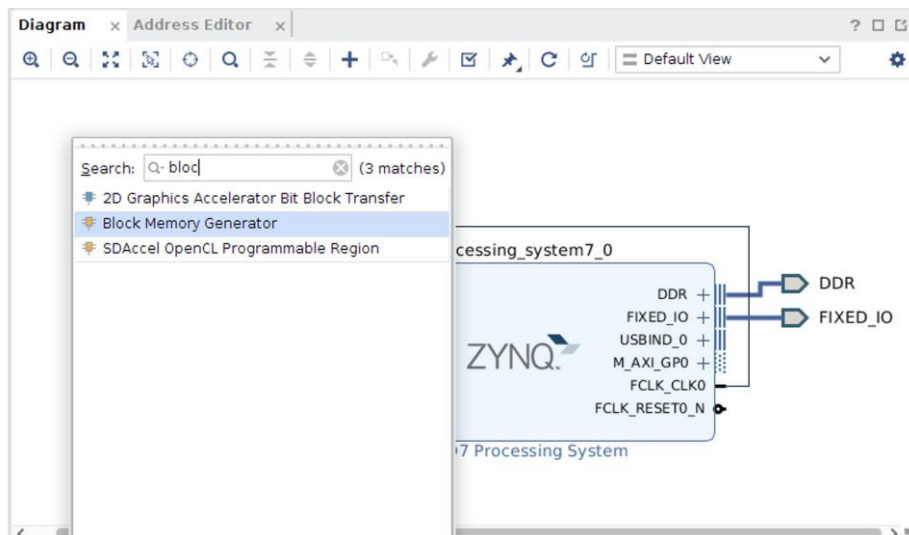 Diagram × Address Editor × ?
Default View
Search: bloc (3 matches)
2D Graphics Accelerator Bit Block Transfer
Block Memory Generator
SDAccel OpenCL Programmable Region
cessing_system7_0
DDR
FIXED_IO
USBIND_0
M_AXI_GP0
FCLK_CLK0
FCLK_RESET0_N
ZYNQ
DDR
FIXED_IO
7 Processing System